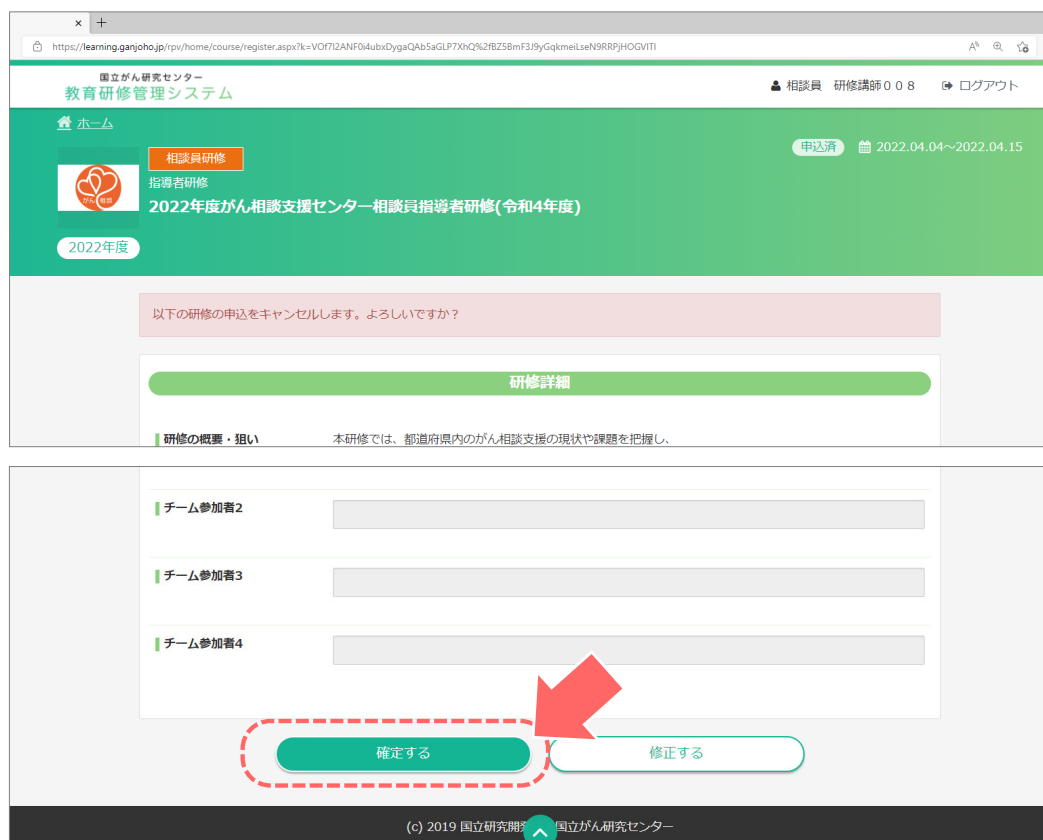 × +
https://learning.ganjoho.jp/rpv/home/course/register.aspx?k=VOf7I2ANF0i4ubxDygaQAb5aGLP7XhQ%2fBZ5BmF3J9yGqkmeiLseN9RRPjHOGVITI
国立がん研究センター
教育研修管理システム
相談員 研修講師008 ログアウト
ホーム
申込済 2022.04.04~2022.04.15
相談員研修
指導者研修
2022年度がん相談支援センター相談員指導者研修(令和4年度)
がん 相談
2022年度
以下の研修の申込をキャンセルします。よろしいですか?
研修詳細
研修の概要・狙い 本研修では、都道府県内のがん相談支援の現状や課題を把握し、
チーム参加者2
チーム参加者3
チーム参加者4
確定する 修正する
(c) 2019 国立研究開発 国立がん研究センター